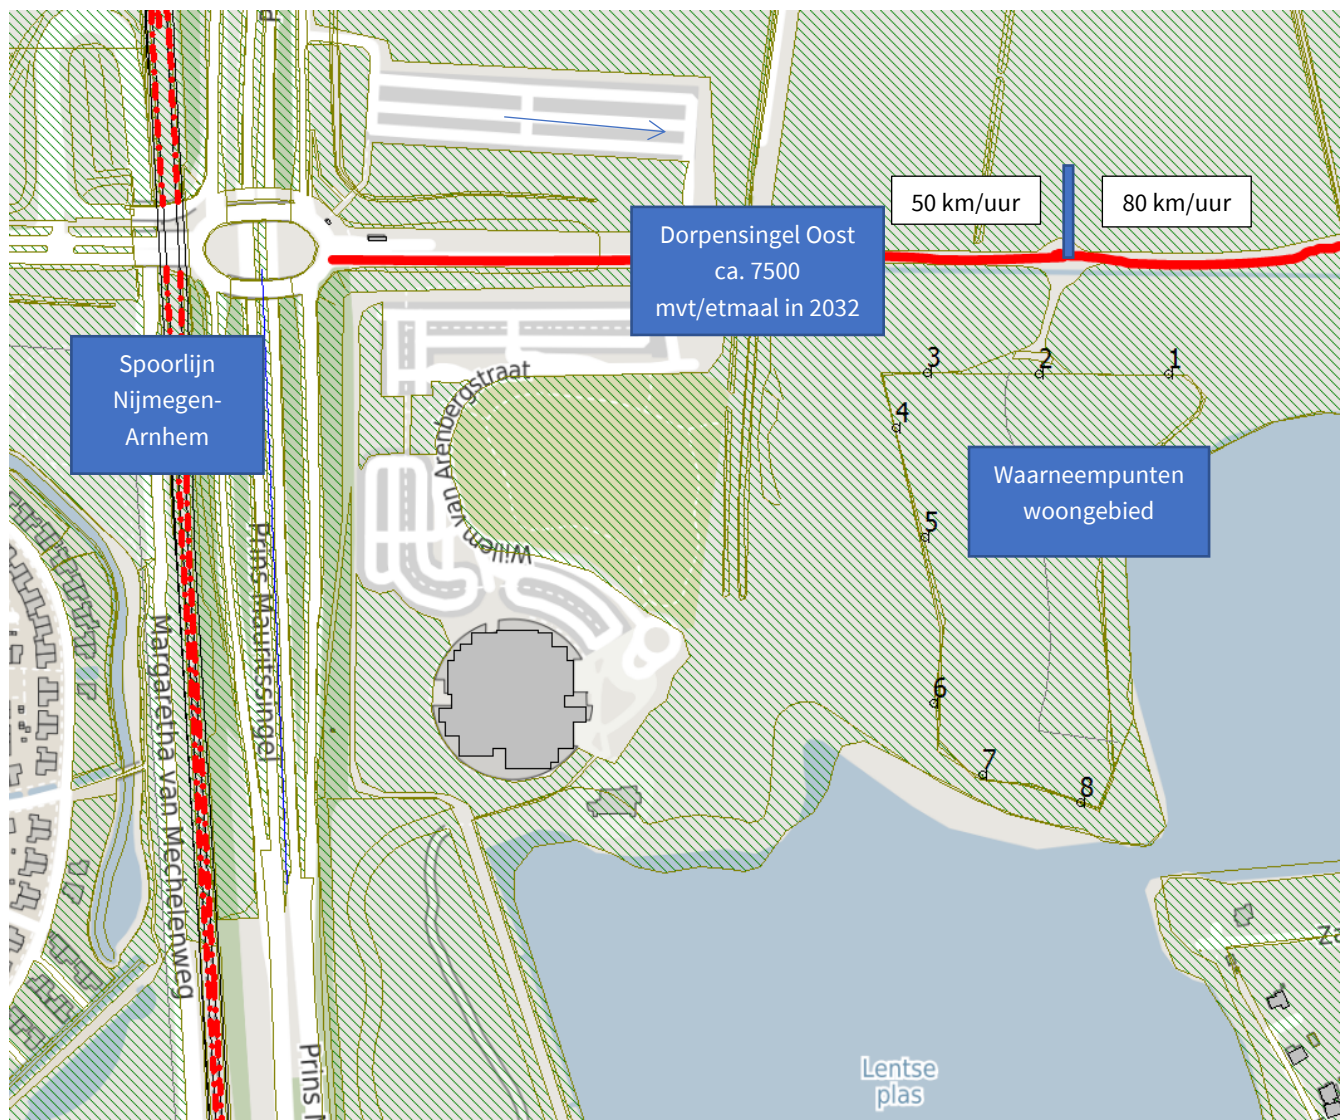 50 km/uur
80 km/uur
Dorpensingel Oost
ca. 7500
mvt/etmaal in 2032
Spoorlijn
Nijmegen-
Arnhem
3
2
1
4
Willem van Arenbergstraat
Waarneempunten
woongebied
5
Prins Mauritssingel
Margaretha van Mechelenweg
6
7
8
Prins M
Lentse
plas